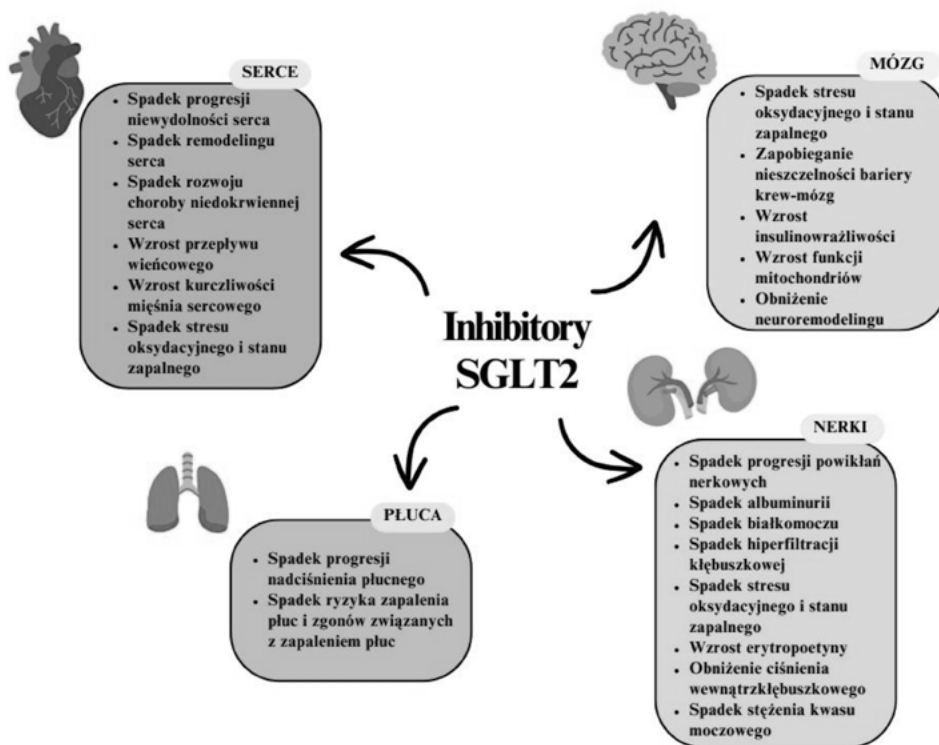 SERCE
• Spadek progresji
niewydolności serca
• Spadek remodelingu
serca
• Spadek rozwoju
choroby niedokrwiennej
serca
• Wzrost przepływu
wieńcowego
• Wzrost kurczliwości
mięśnia sercowego
• Spadek stresu
oksydacyjnego i stanu
zapalnego
MÓZG
• Spadek stresu
oksydacyjnego i stanu
zapalnego
• Zapobieganie
nieszczelności bariery
krew-mózg
• Wzrost
insulinowrażliwości
• Wzrost funkcji
mitochondriów
• Obniżenie
neuroremodelingu
Inhibitory
SGLT2
PŁUCA
• Spadek progresji
nadciśnienia płucnego
• Spadek ryzyka zapalenia
płuc i zgonów związanych
z zapaleniem płuc
NERKI
• Spadek progresji powikłań
nerkowych
• Spadek albuminurii
• Spadek białkomoczu
• Spadek hiperfiltracji
kłębuszkowej
• Spadek stresu
oksydacyjnego i stanu
zapalnego
• Wzrost erytropoetyny
• Obniżenie ciśnienia
wewnątrzkłębuszkowego
• Spadek stężenia kwasu
moczowego